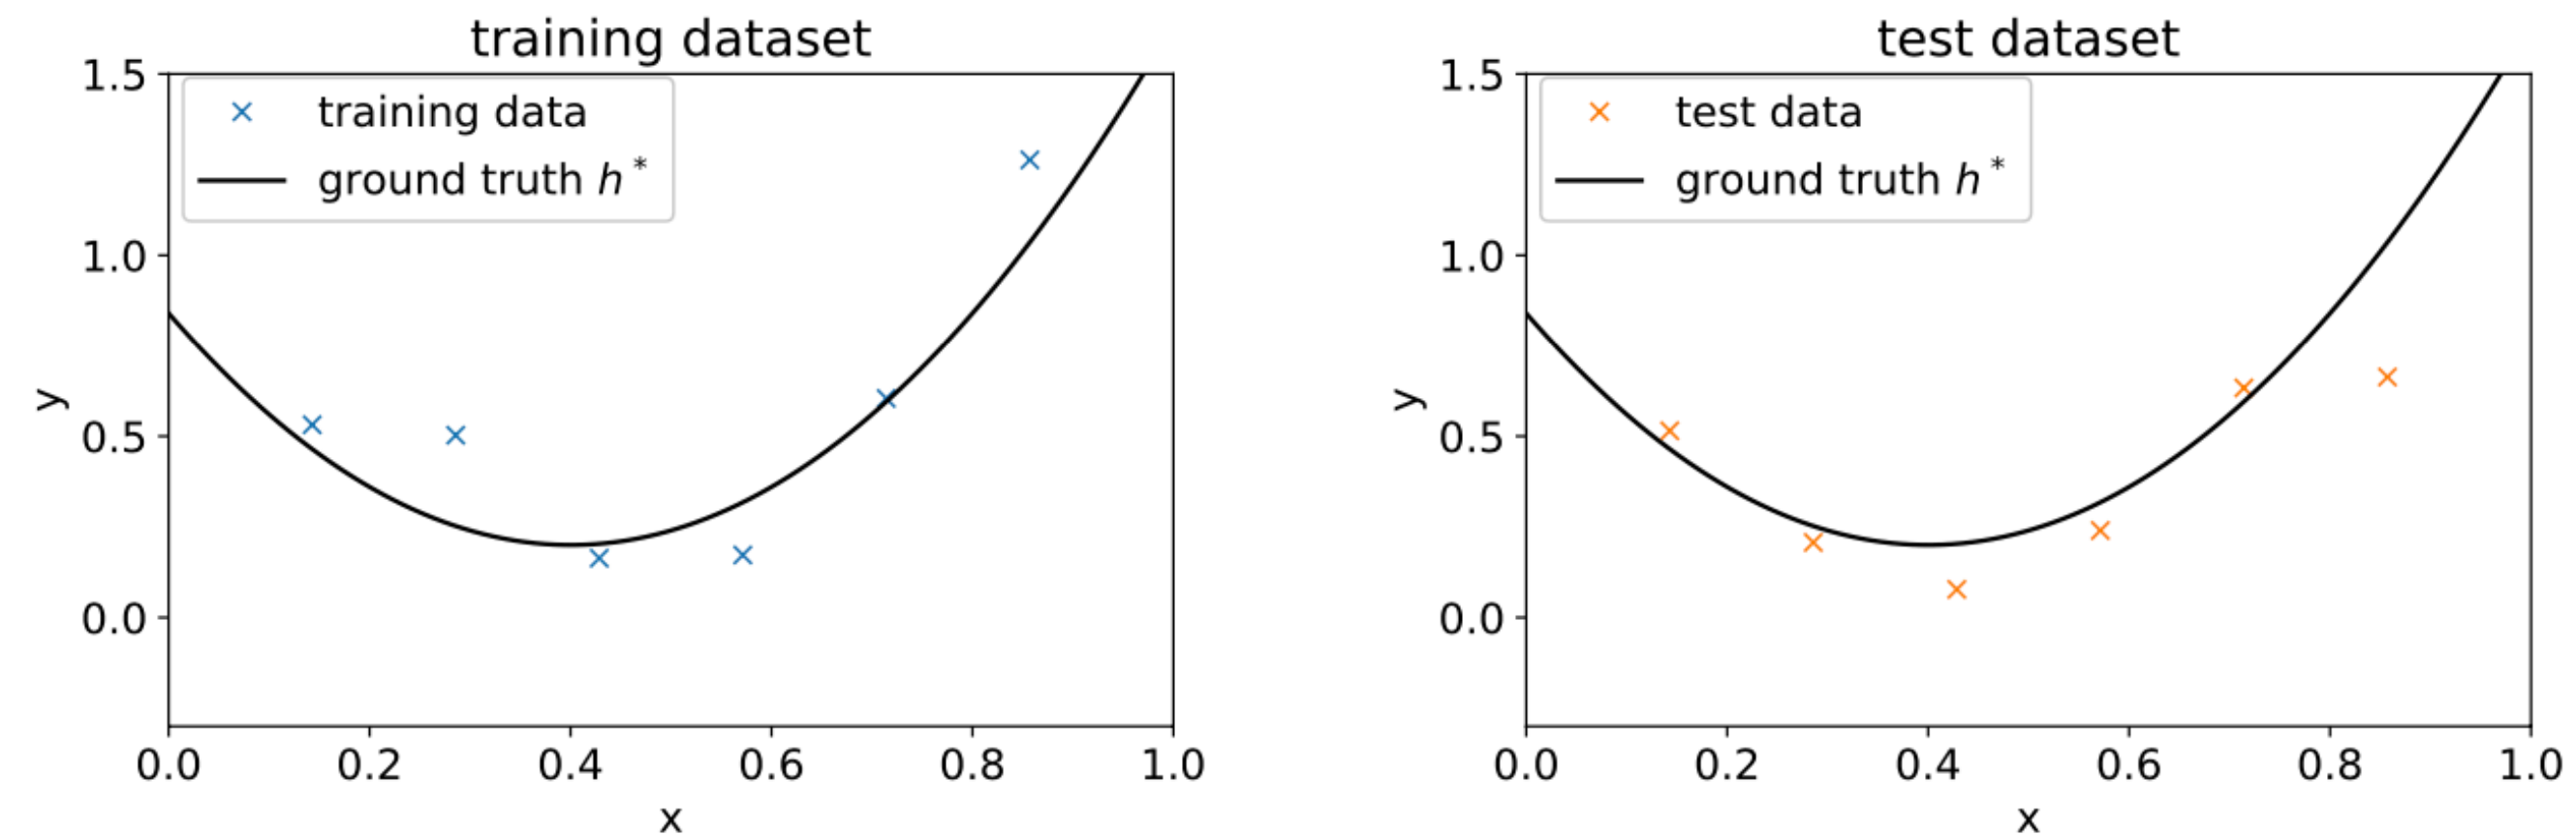 training dataset
1.5
1.0
0.5
0.0
y
training data
ground truth h*
0.0 0.2 0.4 0.6 0.8 1.0
x
test dataset
1.5
1.0
0.5
0.0
y
test data
ground truth h*
0.0 0.2 0.4 0.6 0.8 1.0
x